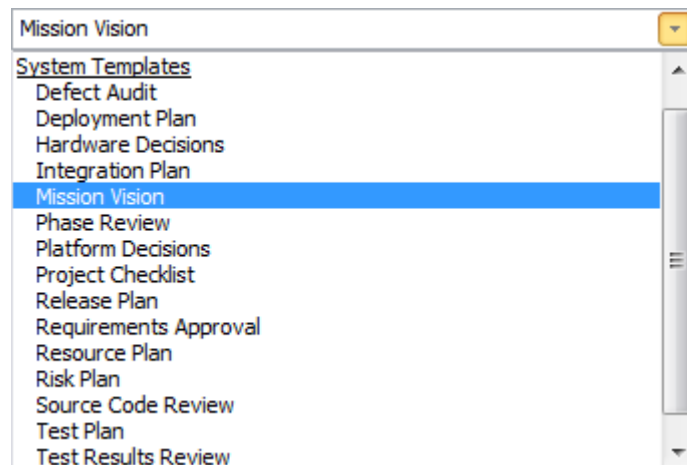 Mission Vision
System Templates
Defect Audit
Deployment Plan
Hardware Decisions
Integration Plan
Mission Vision
Phase Review
Platform Decisions
Project Checklist
Release Plan
Requirements Approval
Resource Plan
Risk Plan
Source Code Review
Test Plan
Test Results Review